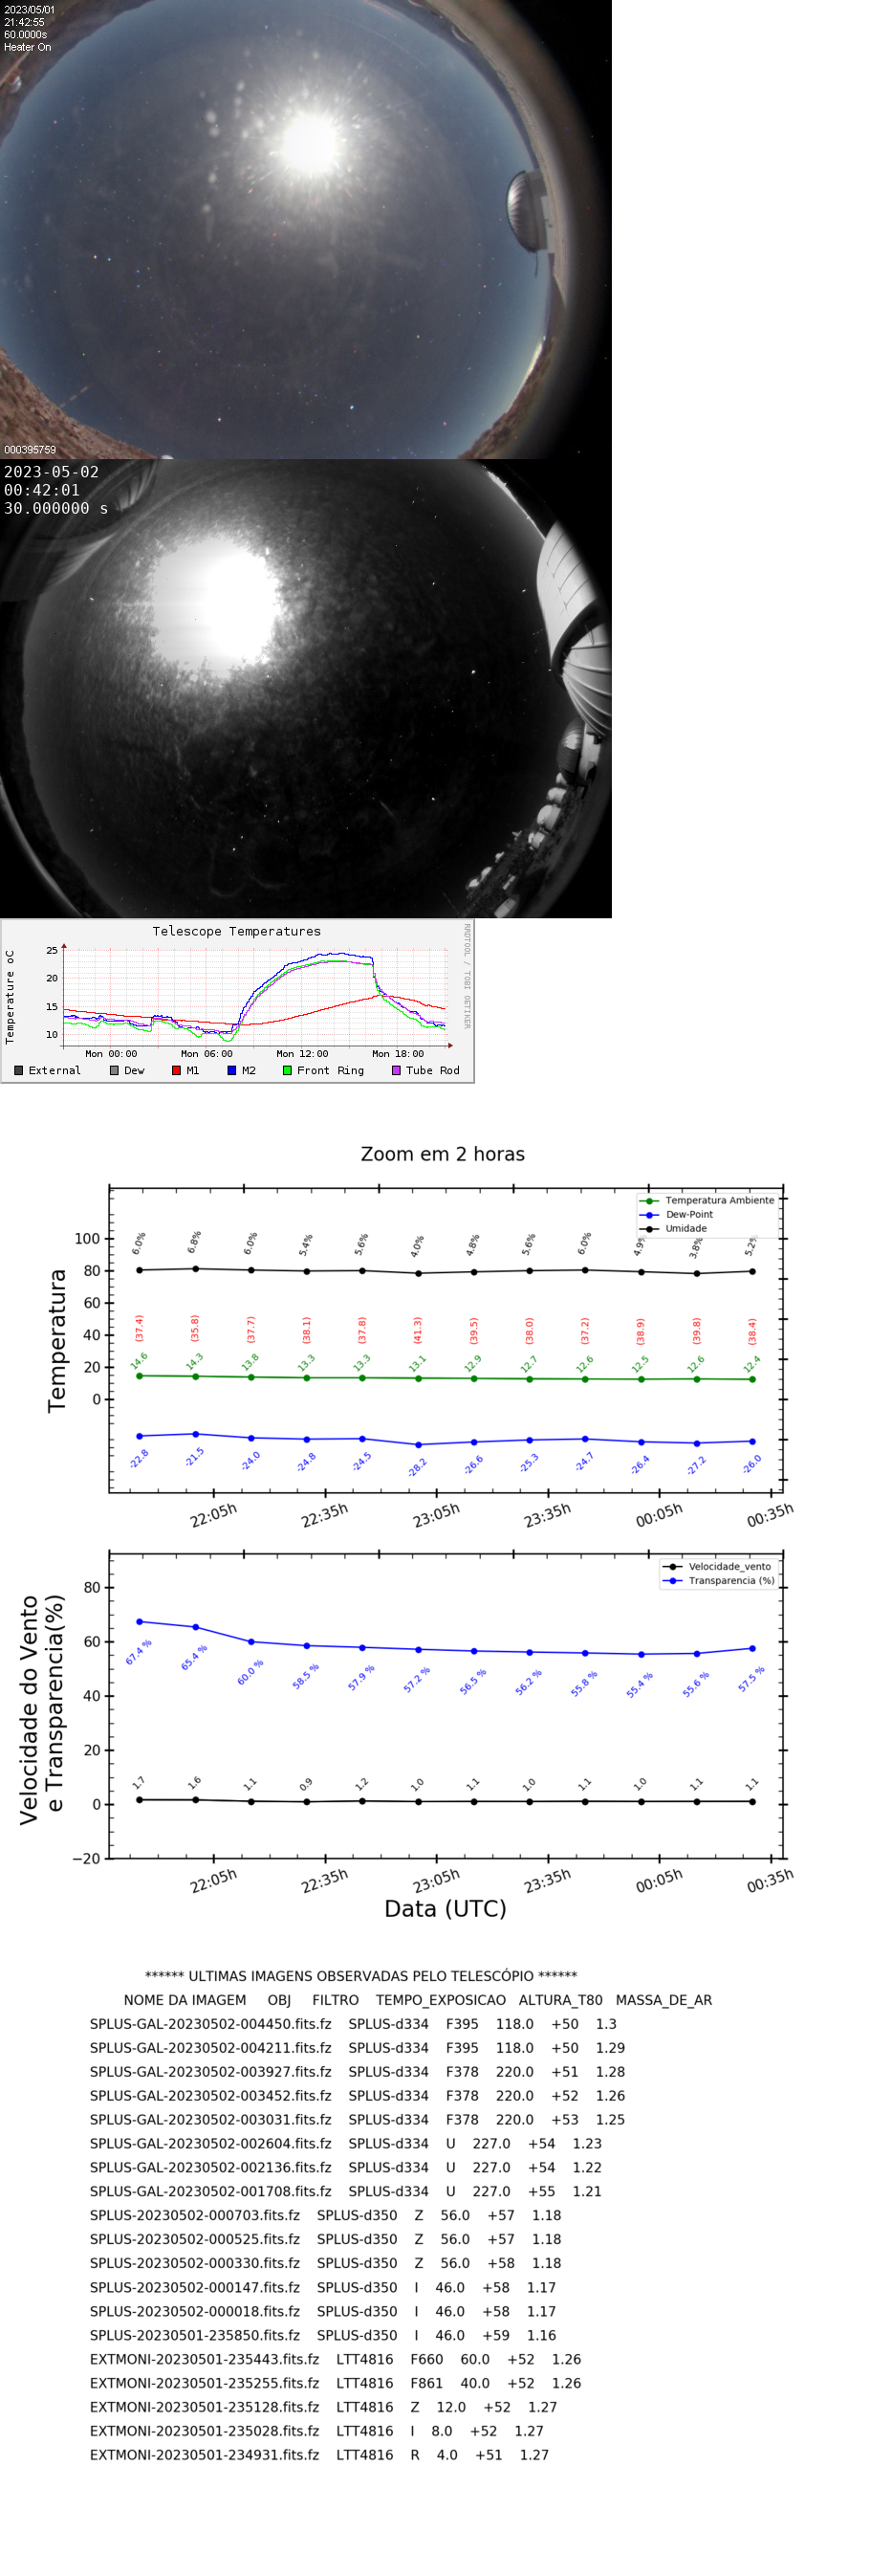 2023/05/01
21:42:55
60.0000s
Heater On
000395759
2023-05-02
00:42:01
30.000000 s
Telescope Temperatures
RRDTOOL / TOBI OETIKER
Temperature oC
25
20
15
10
Mon 00:00 Mon 06:00 Mon 12:00 Mon 18:00
External Dew M1 M2 Front Ring Tube Rod
Zoom em 2 horas
Temperatura Ambiente
Dew-Point
Umidade
Temperatura
100
80
60
40
20
0
6.0% 6.8% 6.0% 5.4% 5.6% 4.0% 4.8% 5.6% 6.0% 4.9% 3.8% 5.2%
(37.4) (35.8) (37.7) (38.1) (37.8) (41.3) (39.5) (38.0) (37.2) (38.9) (39.8) (38.4)
14.6 14.3 13.8 13.3 13.3 13.1 12.9 12.7 12.6 12.5 12.6 12.4
-22.8 -21.5 -24.0 -24.8 -24.5 -28.2 -26.6 -25.3 -24.7 -26.4 -27.2 -26.0
22:05h 22:35h 23:05h 23:35h 00:05h 00:35h
Velocidade_vento
Transparencia (%)
Velocidade do Vento
e Transparencia(%)
80
60
40
20
0
−20
67.4 % 65.4 % 60.0 % 58.5 % 57.9 % 57.2 % 56.5 % 56.2 % 55.8 % 55.4 % 55.6 % 57.5 %
1.7 1.6 1.1 0.9 1.2 1.0 1.1 1.0 1.1 1.0 1.1 1.1
22:05h 22:35h 23:05h 23:35h 00:05h 00:35h
Data (UTC)
****** ULTIMAS IMAGENS OBSERVADAS PELO TELESCÓPIO ******
NOME DA IMAGEM OBJ FILTRO TEMPO_EXPOSICAO ALTURA_T80 MASSA_DE_AR
SPLUS-GAL-20230502-004450.fits.fz SPLUS-d334 F395 118.0 +50 1.3
SPLUS-GAL-20230502-004211.fits.fz SPLUS-d334 F395 118.0 +50 1.29
SPLUS-GAL-20230502-003927.fits.fz SPLUS-d334 F378 220.0 +51 1.28
SPLUS-GAL-20230502-003452.fits.fz SPLUS-d334 F378 220.0 +52 1.26
SPLUS-GAL-20230502-003031.fits.fz SPLUS-d334 F378 220.0 +53 1.25
SPLUS-GAL-20230502-002604.fits.fz SPLUS-d334 U 227.0 +54 1.23
SPLUS-GAL-20230502-002136.fits.fz SPLUS-d334 U 227.0 +54 1.22
SPLUS-GAL-20230502-001708.fits.fz SPLUS-d334 U 227.0 +55 1.21
SPLUS-20230502-000703.fits.fz SPLUS-d350 Z 56.0 +57 1.18
SPLUS-20230502-000525.fits.fz SPLUS-d350 Z 56.0 +57 1.18
SPLUS-20230502-000330.fits.fz SPLUS-d350 Z 56.0 +58 1.18
SPLUS-20230502-000147.fits.fz SPLUS-d350 I 46.0 +58 1.17
SPLUS-20230502-000018.fits.fz SPLUS-d350 I 46.0 +58 1.17
SPLUS-20230501-235850.fits.fz SPLUS-d350 I 46.0 +59 1.16
EXTMONI-20230501-235443.fits.fz LTT4816 F660 60.0 +52 1.26
EXTMONI-20230501-235255.fits.fz LTT4816 F861 40.0 +52 1.26
EXTMONI-20230501-235128.fits.fz LTT4816 Z 12.0 +52 1.27
EXTMONI-20230501-235028.fits.fz LTT4816 I 8.0 +52 1.27
EXTMONI-20230501-234931.fits.fz LTT4816 R 4.0 +51 1.27